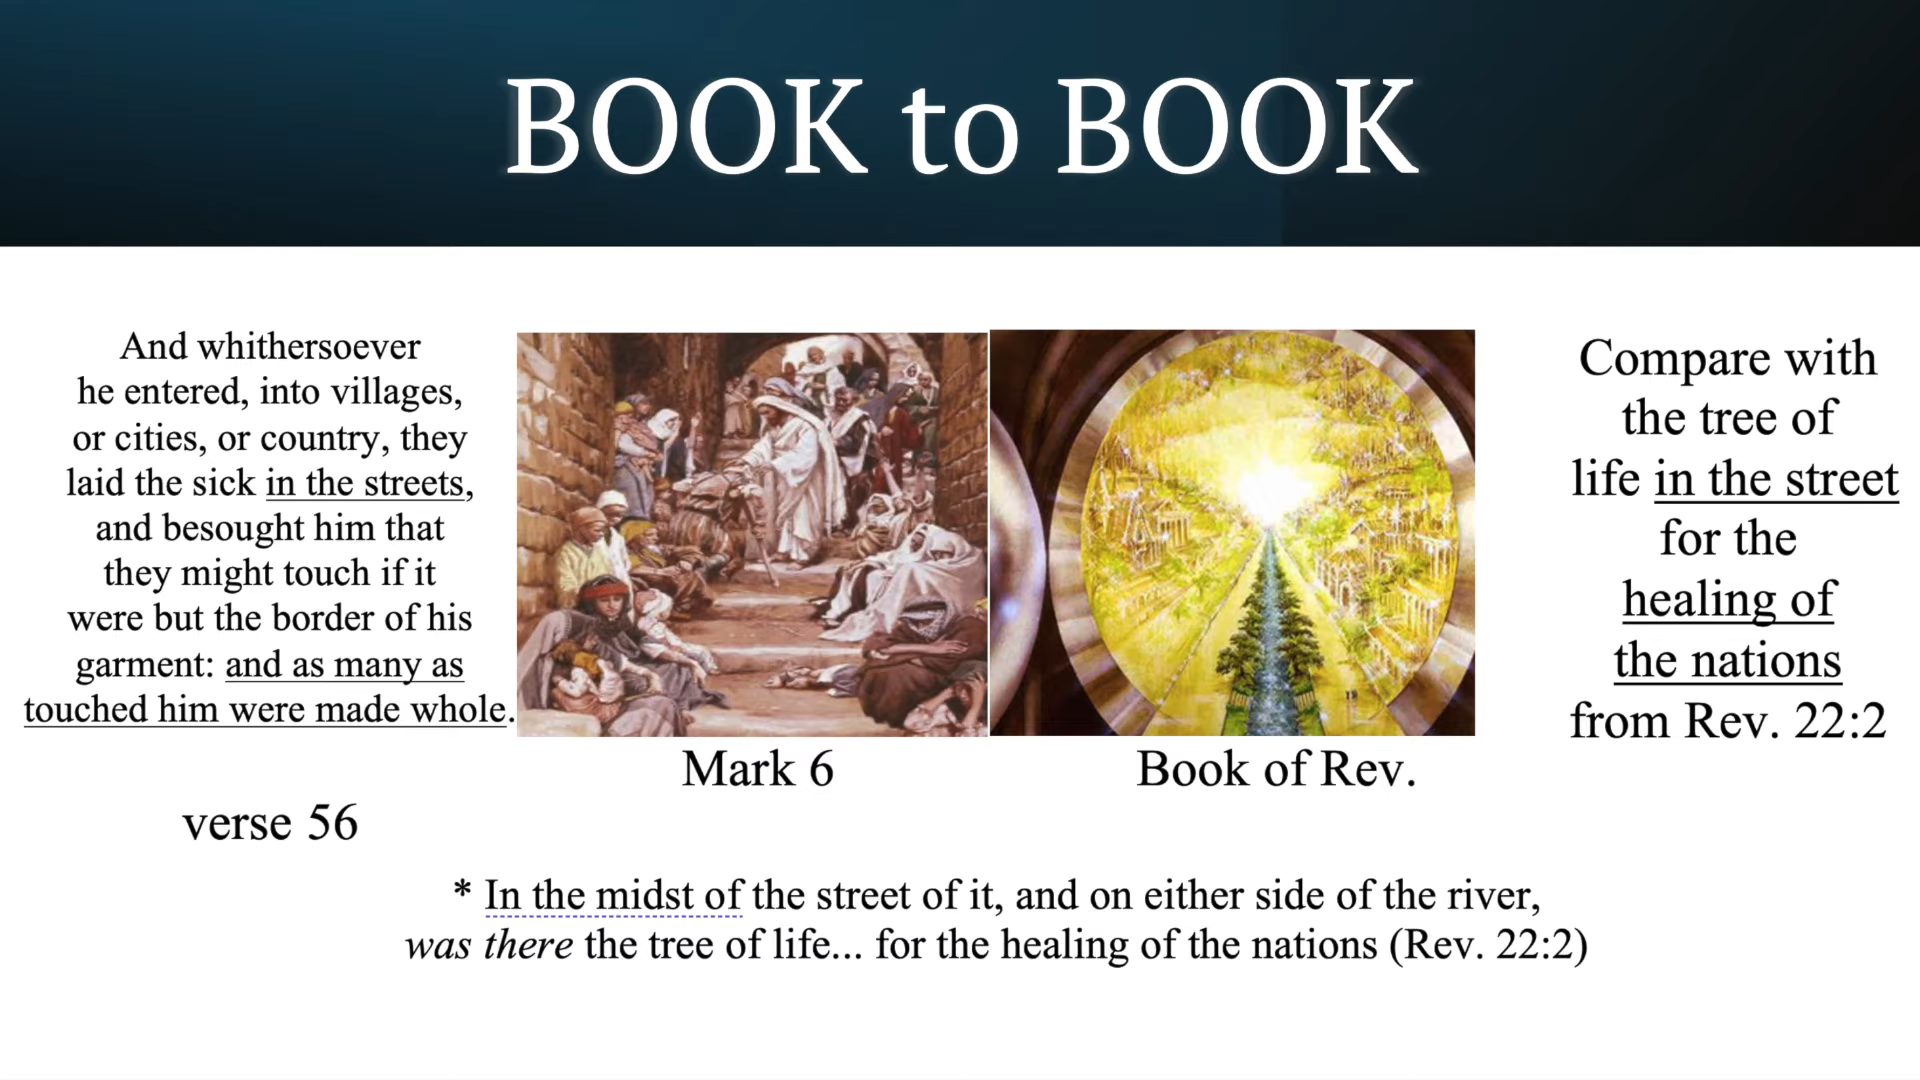 BOOK to BOOK
And whithersoever
he entered, into villages,
or cities, or country, they
laid the sick in the streets,
and besought him that
they might touch if it
were but the border of his
garment: and as many as
touched him were made whole.
verse 56
Mark 6
Book of Rev.
Compare with
the tree of
life in the street
for the
healing of
the nations
from Rev. 22:2
* In the midst of the street of it, and on either side of the river,
was there the tree of life... for the healing of the nations (Rev. 22:2)